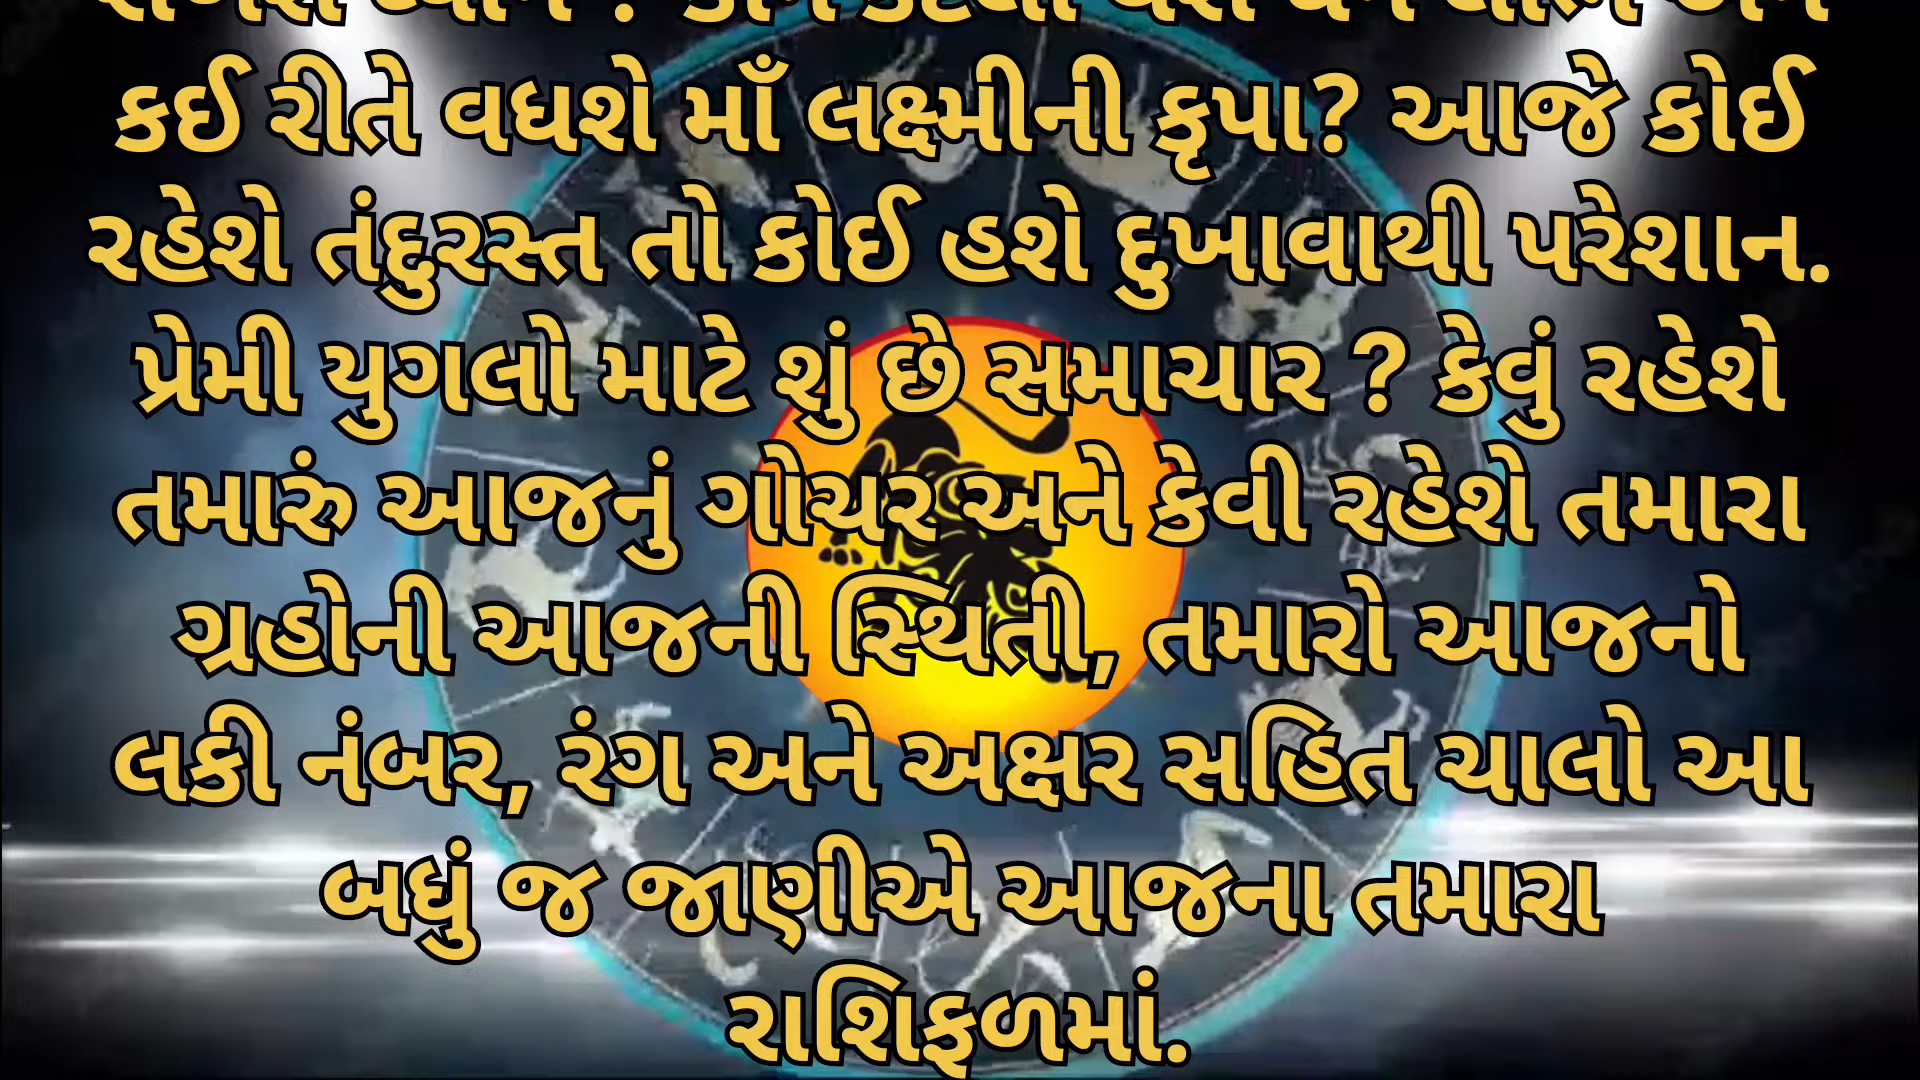 કઈ રીતે વધશે માઁ લક્ષ્મીની કૃપા? આજે કોઈ
રહેશે તંદુરસ્ત તો કોઈ હશે દુખાવાથી પરેશાન.
પ્રેમી યુગલો માટે શું છે સમાચાર ? કેવું રહેશે
તમારું આજનું ગોચર અને કેવી રહેશે તમારા
ગ્રહોની આજની સ્થિતી, તમારો આજનો
લકી નંબર, રંગ અને અક્ષર સહિત ચાલો આ
બધું જ જાણીએ આજના તમારા
રાશિફળમાં.